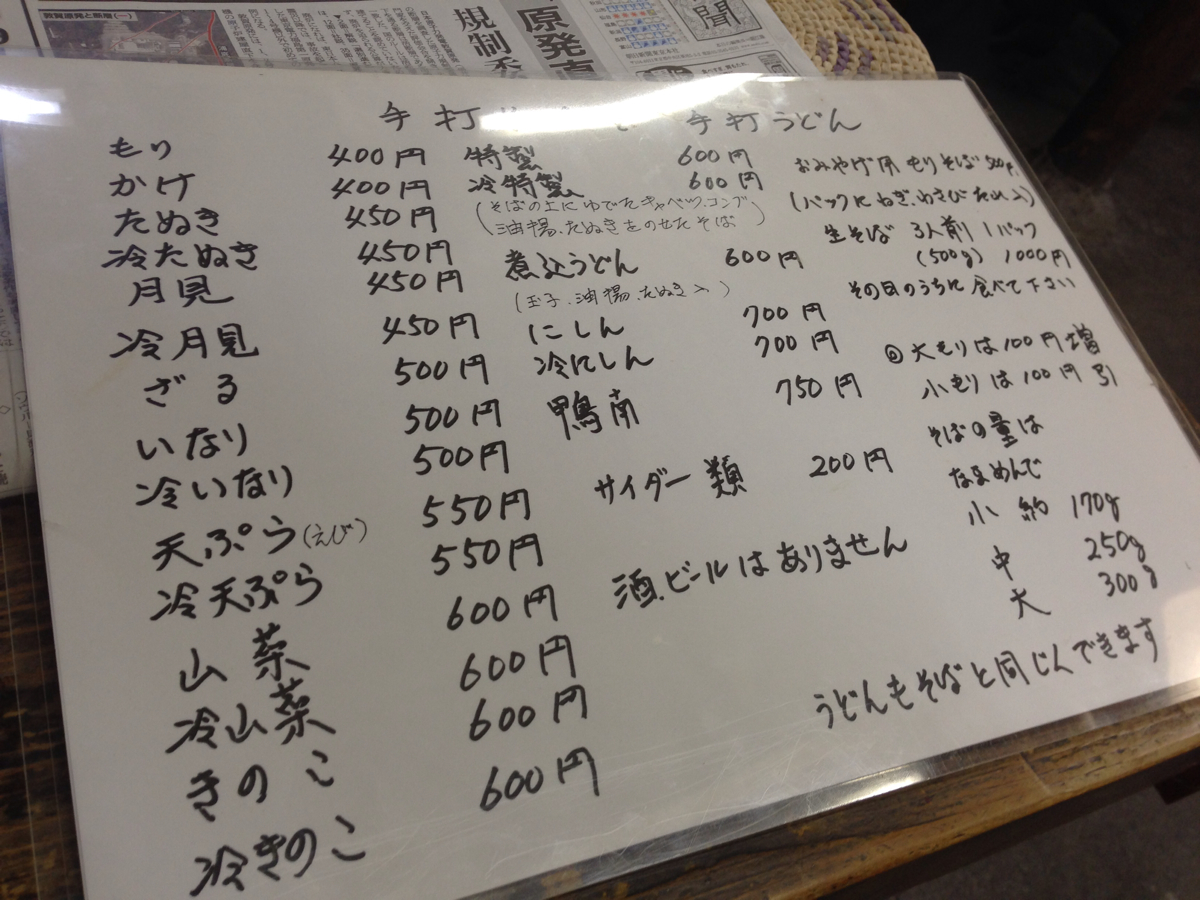 敦賀原発と断層(一)
原発直
規制委
聞
手打 手打うどん
もり 400円
かけ 400円
たぬき 450円
冷たぬき 450円
月見 450円
冷月見 450円
ざる 500円
いなり 500円
冷いなり 500円
天ぷら(えび) 550円
冷天ぷら 550円
山菜 600円
冷山菜 600円
きのこ 600円
冷きのこ 600円
特製 600円
冷特製 600円
(そばの上にゆでたキャベツ.コンブ
油揚.たぬきをのせたそば)
煮込うどん 600円
(玉子.油揚.たぬき入)
にしん 700円
冷にしん 700円
鴨南 750円
サイダー類 200円
酒.ビールはありません
おみやげ用 もりそば500円
(パックにねぎ.わさび たれ入)
生そば 3人前 1パック
(500g) 1000円
その日のうちに食べて下さい
◎大もりは100円増
小もりは100円引
そばの量は
なまめんで
小 約 170g
中 250g
大 300g
うどんもそばと同じんできます